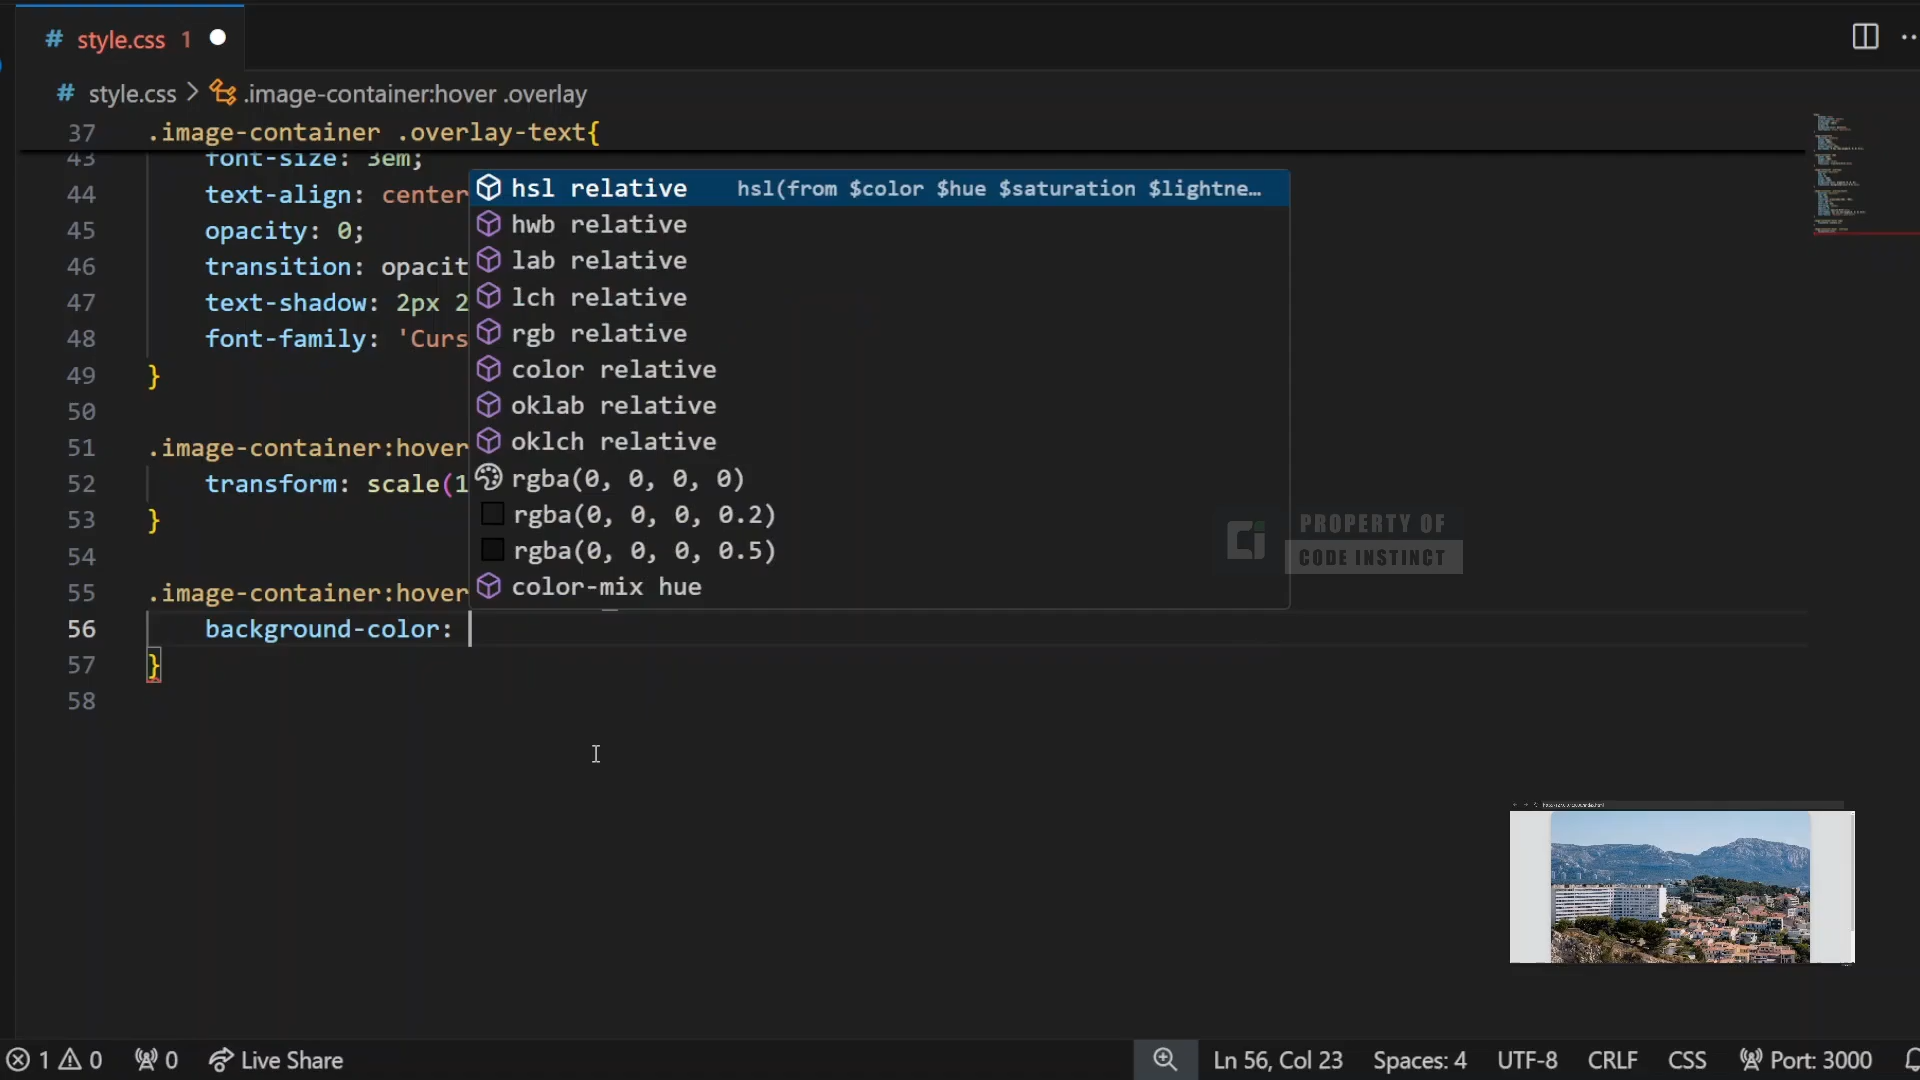 # style.css 1
# style.css > .image-container:hover .overlay
37 .image-container .overlay-text{
43 font-size: 3em;
44 text-align: center
45 opacity: 0;
46 transition: opacit
47 text-shadow: 2px 2
48 font-family: 'Curs
49 }
50
51 .image-container:hover
52 transform: scale(1
53 }
54
55 .image-container:hover
56 background-color:
57 }
58
hsl relative hsl(from $color $hue $saturation $lightne…
hwb relative
lab relative
lch relative
rgb relative
color relative
oklab relative
oklch relative
rgba(0, 0, 0, 0)
rgba(0, 0, 0, 0.2)
rgba(0, 0, 0, 0.5)
color-mix hue
Ci PROPERTY OF
CODE INSTINCT
1 0 0 Live Share Ln 56, Col 23 Spaces: 4 UTF-8 CRLF CSS Port: 3000